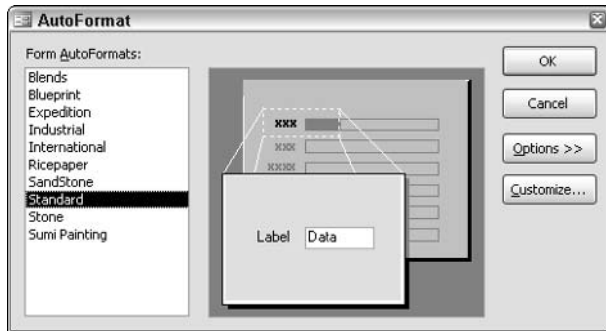 AutoFormat
Form AutoFormats:
Blends
Blueprint
Expedition
Industrial
International
Ricepaper
SandStone
Standard
Stone
Sumi Painting
xxx
xxx
xxxx
Label Data
OK
Cancel
Options >>
Customize...